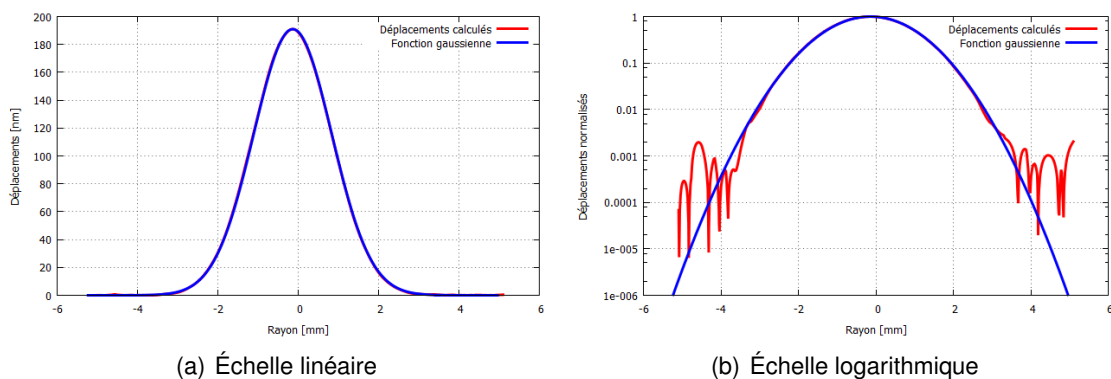 Déplacements [nm]
200
180
160
140
120
100
80
60
40
20
0
-6
-4
-2
0
2
4
6
Rayon [mm]
Déplacements calculés
Fonction gaussienne
(a) Échelle linéaire
Déplacements normalisés
1
0.1
0.01
0.001
0.0001
1e-005
1e-006
-6
-4
-2
0
2
4
6
Rayon [mm]
Déplacements calculés
Fonction gaussienne
(b) Échelle logarithmique